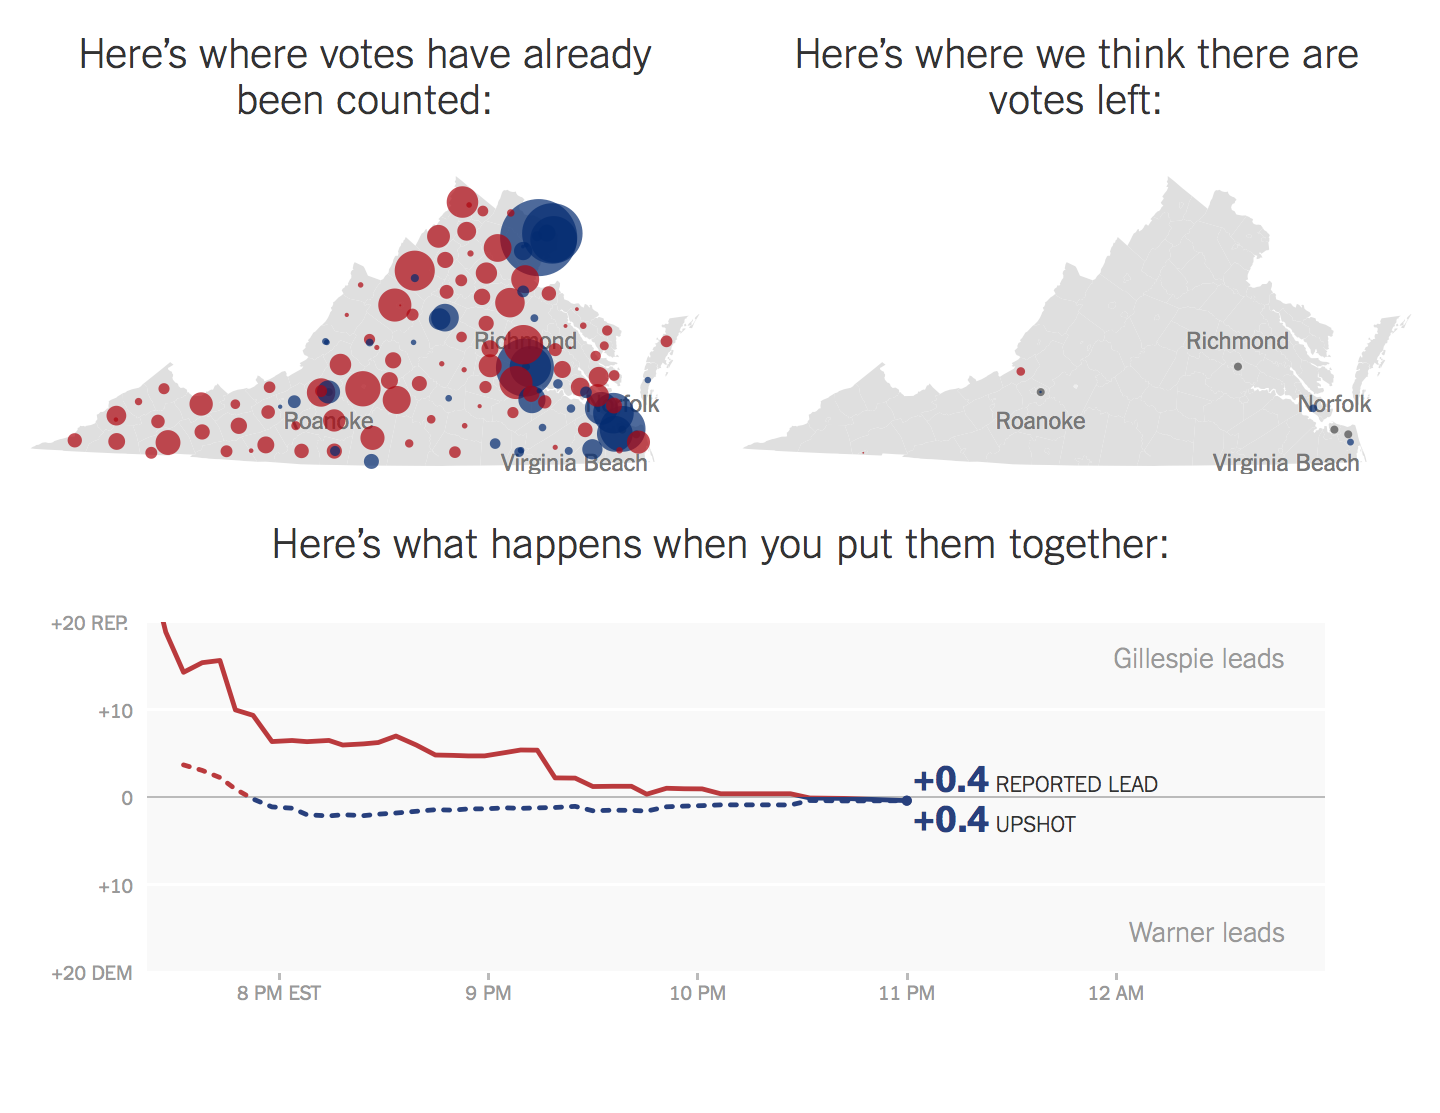 Here’s where votes have already
been counted:
Here’s where we think there are
votes left:
Richmond
Norfolk
Roanoke
Virginia Beach
Richmond
Norfolk
Roanoke
Virginia Beach
Here’s what happens when you put them together:
+20 REP.
Gillespie leads
+10
+0.4 REPORTED LEAD
0
+0.4 UPSHOT
+10
Warner leads
+20 DEM
8 PM EST
9 PM
10 PM
11 PM
12 AM